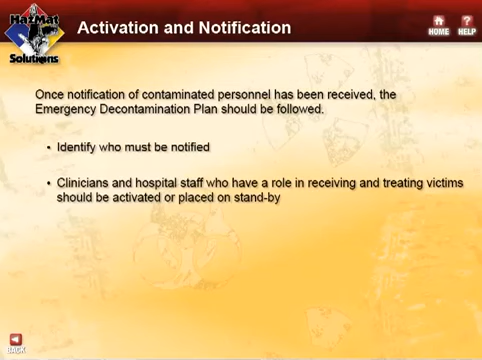 HazMat
Solutions
Activation and Notification
HOME
HELP
Once notification of contaminated personnel has been received, the
Emergency Decontamination Plan should be followed.
• Identify who must be notified
• Clinicians and hospital staff who have a role in receiving and treating victims
should be activated or placed on stand-by
BACK